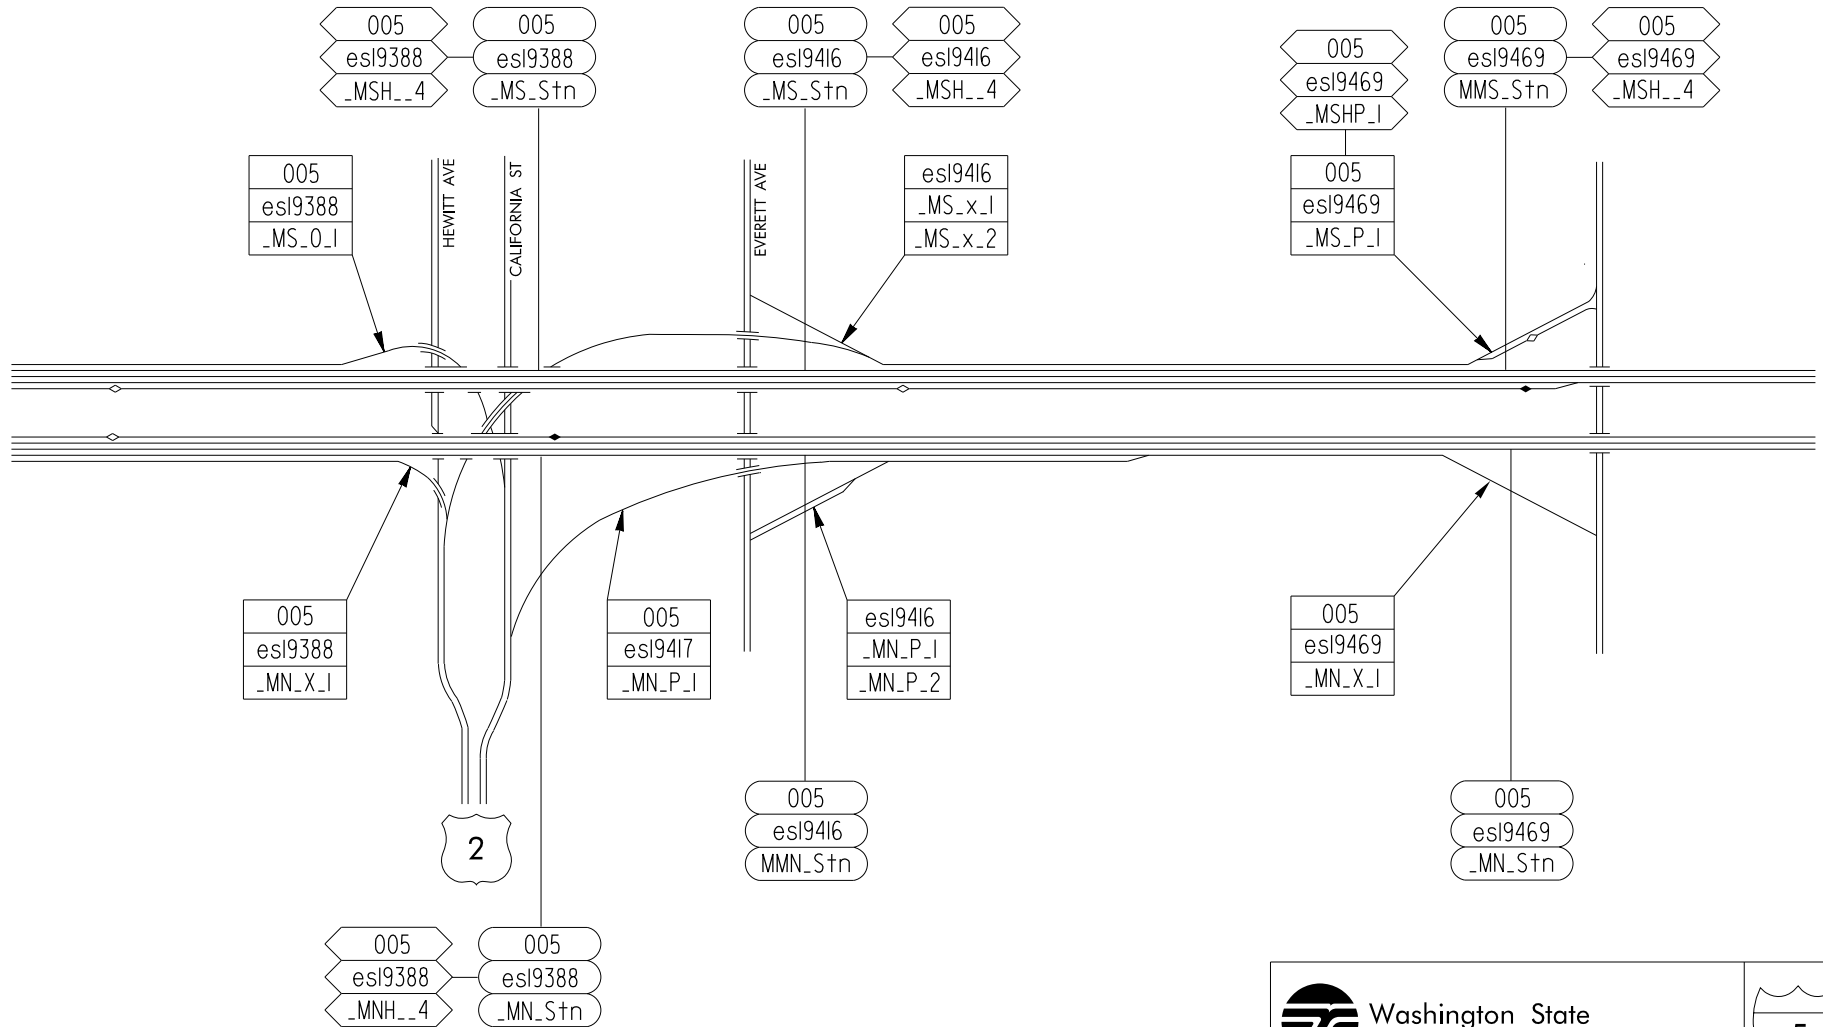 005
esl9388
_MSH__4
005
esl9388
_MS_Stn
005
esl9416
_MS_Stn
005
esl9416
_MSH__4
005
esl9469
_MSHP_1
005
esl9469
MMS_Stn
005
esl9469
_MSH__4
005
esl9388
_MS_O_1
HEWITT AVE
CALIFORNIA ST
EVERETT AVE
esl9416
_MS_x_1
_MS_x_2
005
esl9469
_MS_P_1
005
esl9388
_MN_X_1
005
esl9417
_MN_P_1
esl9416
_MN_P_1
_MN_P_2
005
esl9469
_MN_X_1
2
005
esl9416
MMN_Stn
005
esl9469
_MN_Stn
005
esl9388
_MNH__4
005
esl9388
_MN_Stn
Washington State